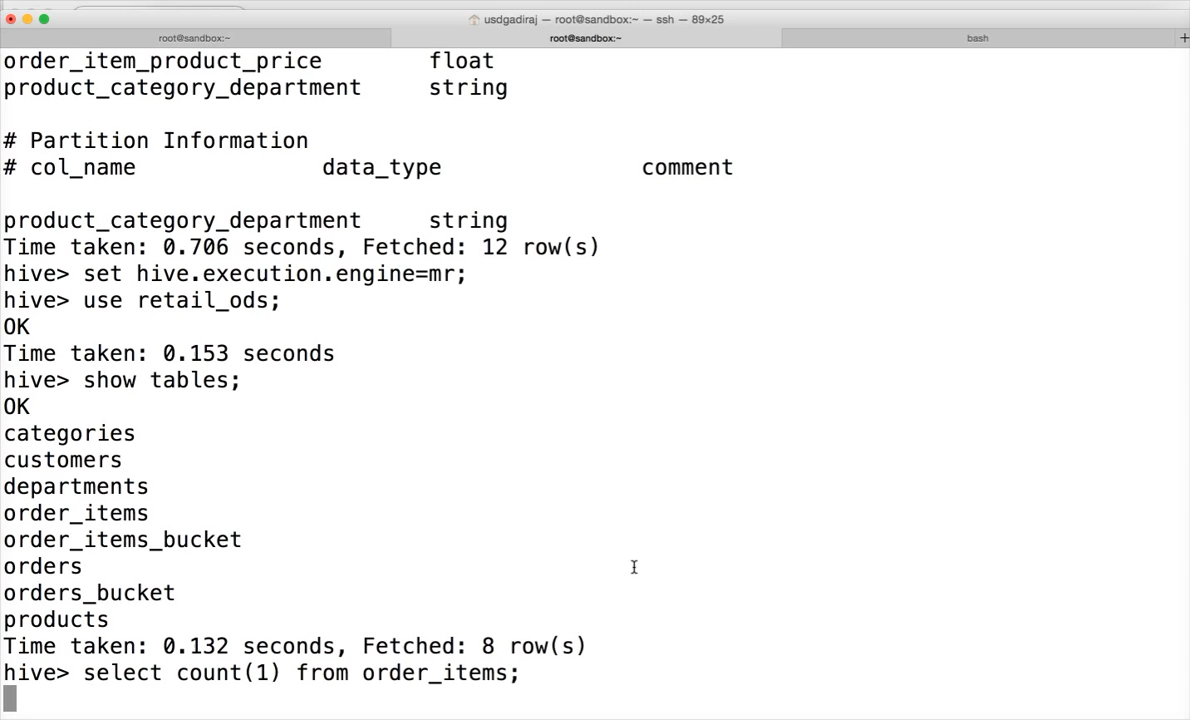 usdgadiraj — root@sandbox:~ — ssh — 89×25
root@sandbox:~ root@sandbox:~ bash +
order_item_product_price float
product_category_department string
# Partition Information
# col_name data_type comment
product_category_department string
Time taken: 0.706 seconds, Fetched: 12 row(s)
hive> set hive.execution.engine=mr;
hive> use retail_ods;
OK
Time taken: 0.153 seconds
hive> show tables;
OK
categories
customers
departments
order_items
order_items_bucket
orders
orders_bucket
products
Time taken: 0.132 seconds, Fetched: 8 row(s)
hive> select count(1) from order_items;